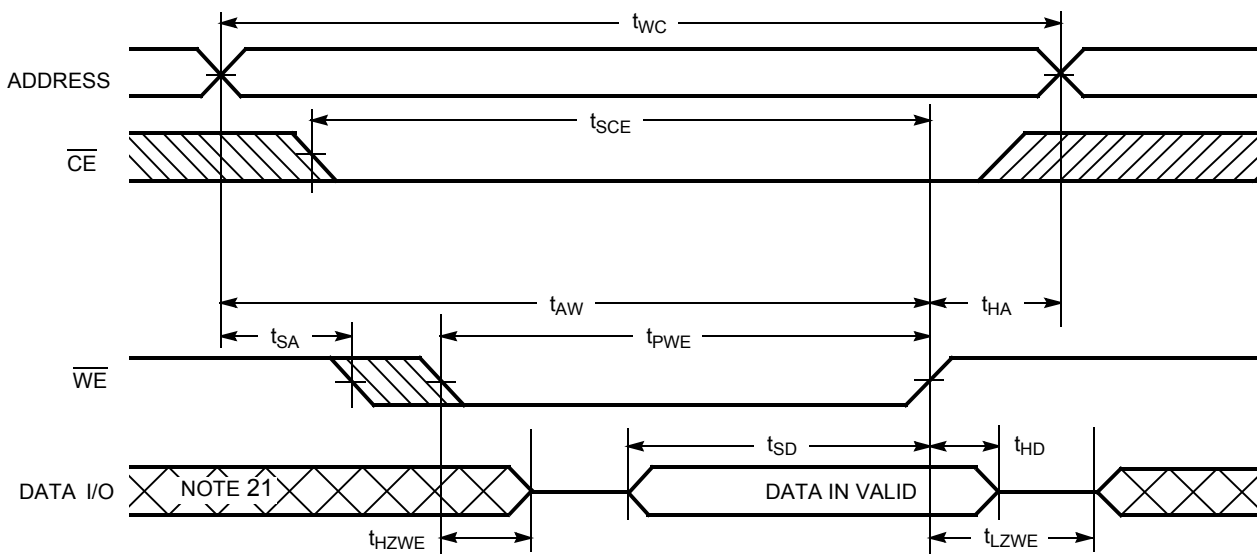 tWC
ADDRESS
tSCE
CE
tAW
tHA
tSA
tPWE
WE
tSD
tHD
DATA I/O
NOTE 21
DATA IN VALID
tHZWE
tLZWE